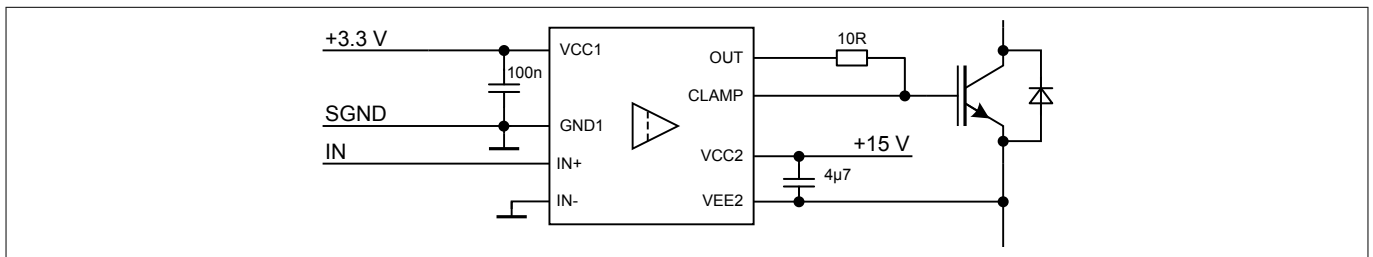 +3.3 V
VCC1
100n
SGND
GND1
IN
IN+
IN-
OUT
10R
CLAMP
VCC2
+15 V
4µ7
VEE2